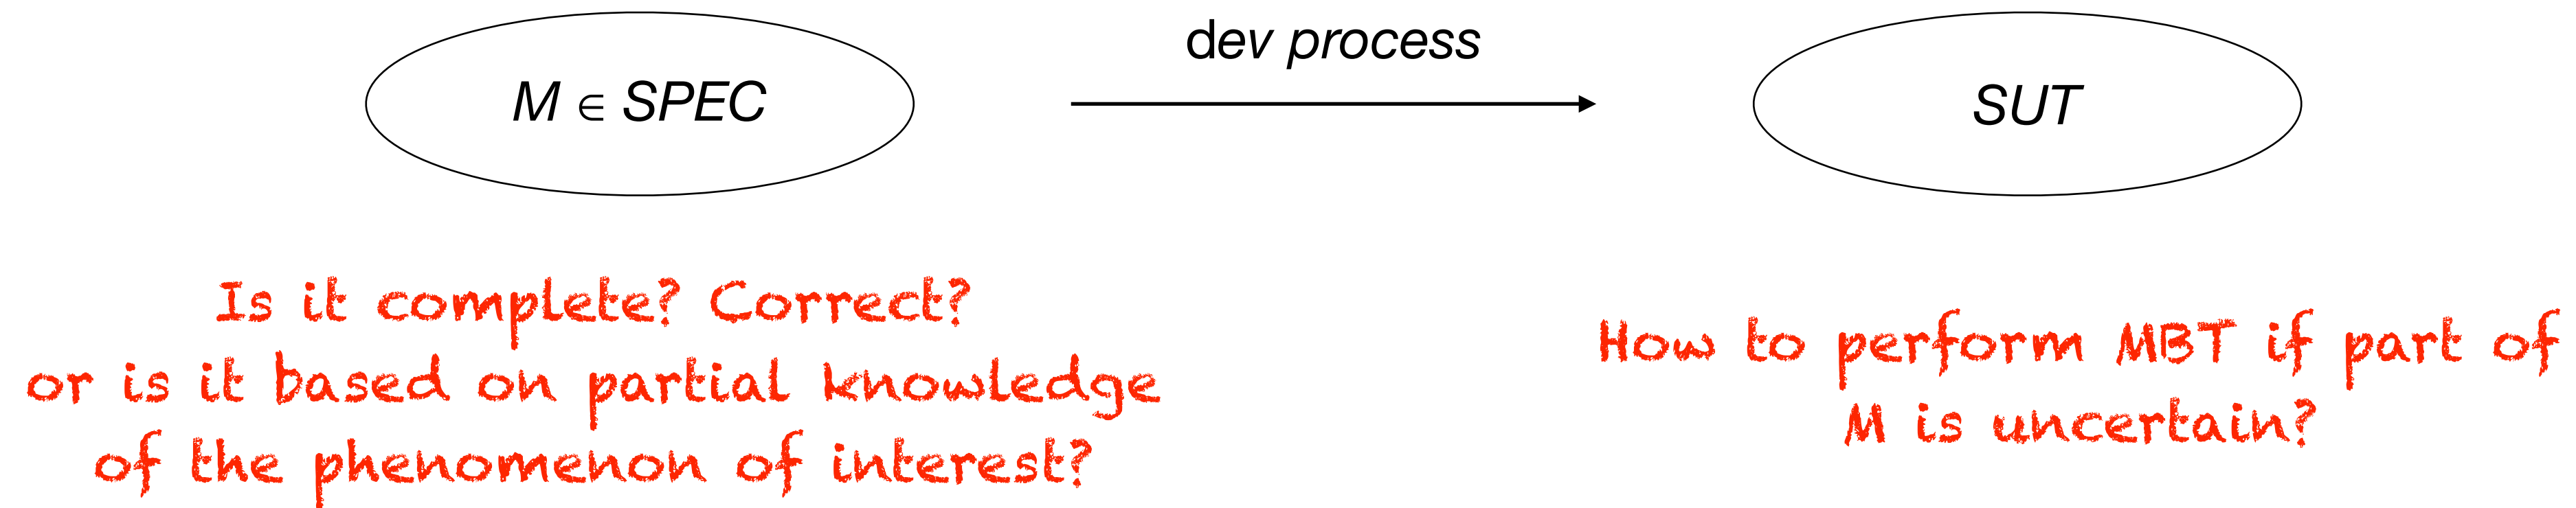 M ∈ SPEC
dev process
SUT
Is it complete? Correct?
or is it based on partial knowledge
of the phenomenon of interest?
How to perform MBT if part of
M is uncertain?